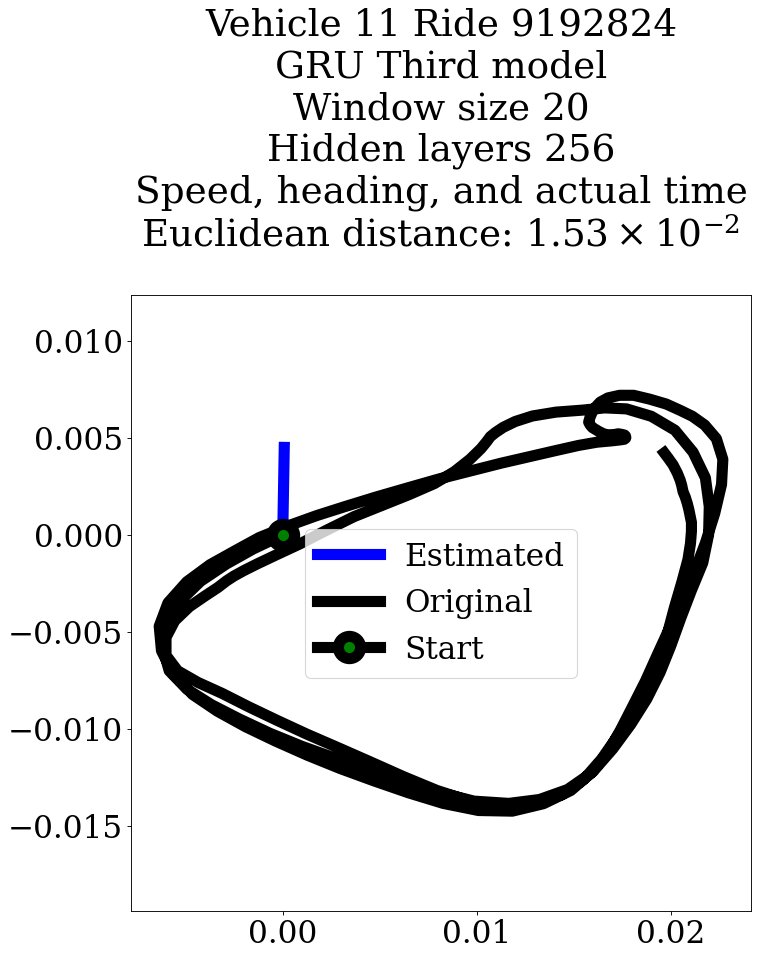 Vehicle 11 Ride 9192824
GRU Third model
Window size 20
Hidden layers 256
Speed, heading, and actual time
Euclidean distance: 1.53 × 10⁻²
0.010
0.005
0.000
−0.005
−0.010
−0.015
Estimated
Original
Start
0.00 0.01 0.02